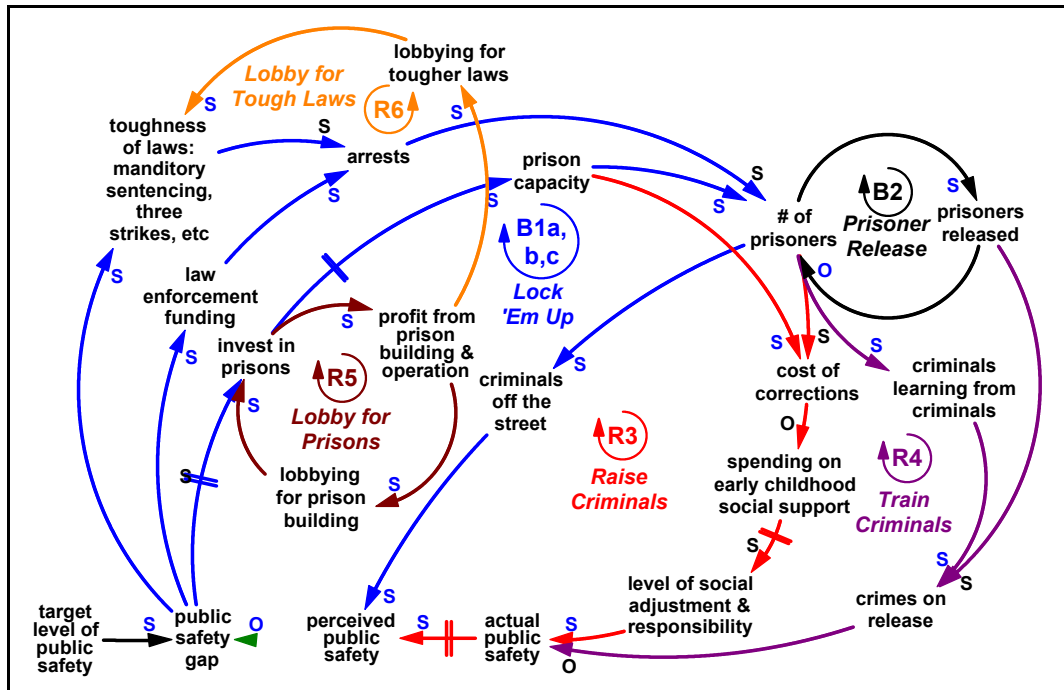 lobbying for
tougher laws
Lobby for
Tough Laws
R6
S
S
toughness
of laws:
manditory
sentencing,
three
strikes, etc
S
arrests
S
prison
capacity
S
S
S
# of
prisoners
B2
Prisoner
Release
S
prisoners
released
O
B1a,
b,c
Lock
'Em Up
S
law
enforcement
funding
S
invest in
prisons
S
S
profit from
prison
building &
operation
R5
Lobby for
Prisons
criminals
off the
street
S
S
S
cost of
corrections
S
criminals
learning from
criminals
O
R3
Raise
Criminals
spending on
early childhood
social support
R4
Train
Criminals
S
lobbying
for prison
building
S
S
level of social
adjustment &
responsibility
S
S
crimes on
release
target
level of
public
safety
S
public
safety
gap
O
S
perceived
public
safety
S
actual
public
safety
S
O